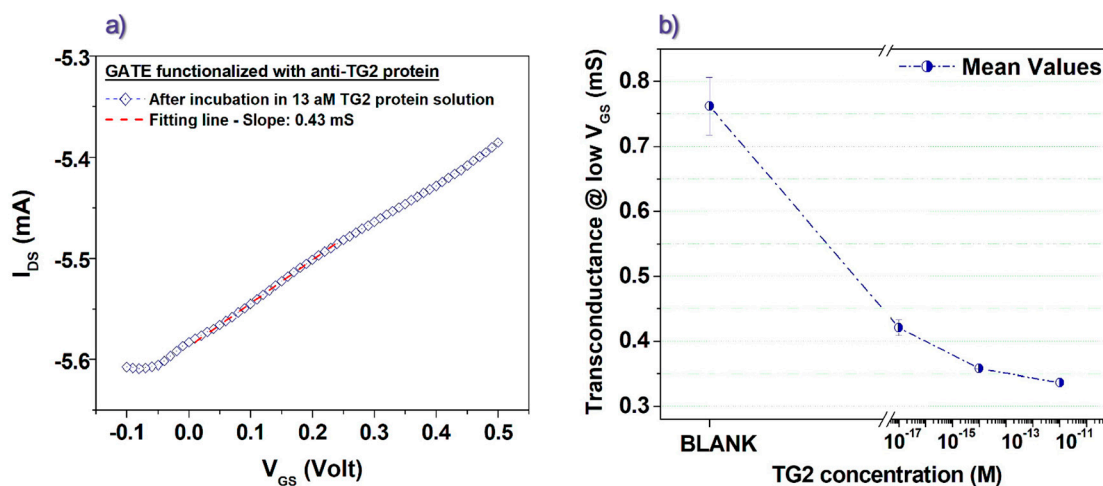 a)
GATE functionalized with anti-TG2 protein
After incubation in 13 aM TG2 protein solution
Fitting line - Slope: 0.43 mS
I_DS (mA)
-5.3
-5.4
-5.5
-5.6
-0.1 0.0 0.1 0.2 0.3 0.4 0.5
V_GS (Volt)
b)
Mean Values
Transconductance @ low V_GS (mS)
0.8
0.7
0.6
0.5
0.4
0.3
BLANK 10^-17 10^-15 10^-13 10^-11
TG2 concentration (M)